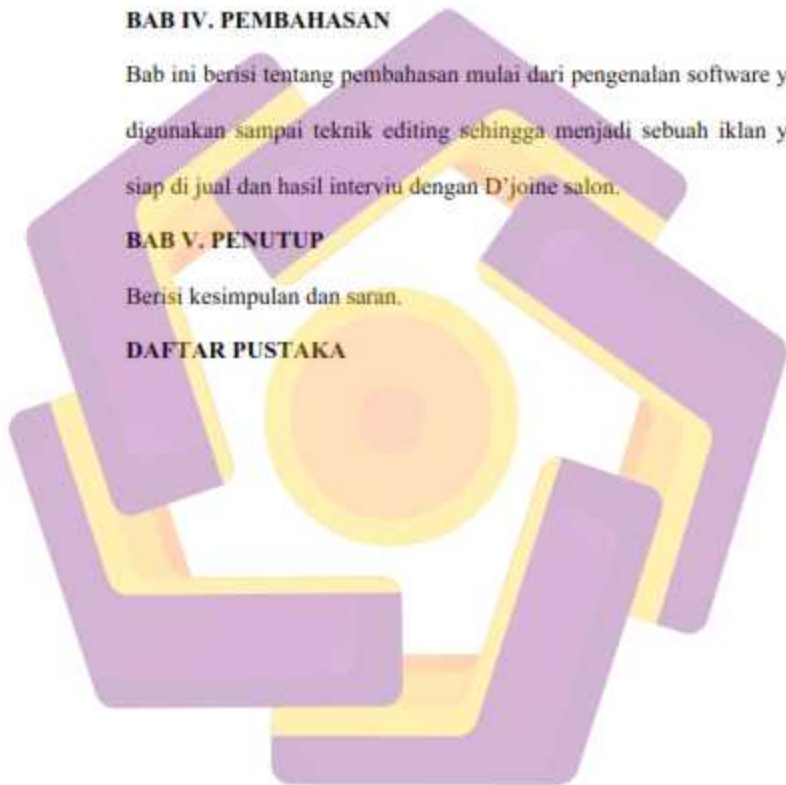 BAB IV. PEMBAHASAN
Bab ini berisi tentang pembahasan mulai dari pengenalan software y
digunakan sampai teknik editing sehingga menjadi sebuah iklan y
siap di jual dan hasil interviu dengan D’joine salon.
BAB V. PENUTUP
Berisi kesimpulan dan saran.
DAFTAR PUSTAKA